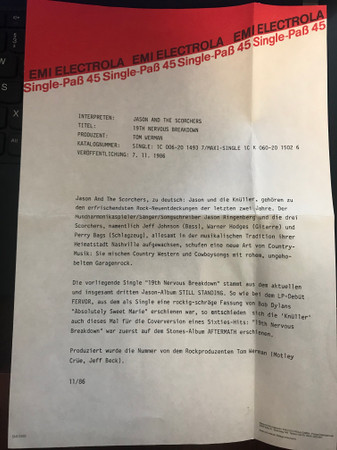 EMI ELECTROLA EMI ELECTROLA EMI ELECTROLA
Single-Paß 45 Single-Paß 45 Single-Paß 45 Single-Paß 45
INTERPRETEN: JASON AND THE SCORCHERS
TITEL: 19TH NERVOUS BREAKDOWN
PRODUZENT: TOM WERMAN
KATALOGNUMMER: SINGLE: 1C 006-20 1493 7/MAXI-SINGLE 1C K 060-20 1502 6
VERÖFFENTLICHUNG: 7. 11. 1986
Jason And The Scorchers, zu deutsch: Jason und die Knüller, gehören zu
den erfrischendsten Rock-Neuentdeckungen der letzten zwei Jahre. Der
Mundharmonikaspieler/Sänger/Songschreiber Jason Ringenberg und die drei
Scorchers, namentlich Jeff Johnson (Bass), Warner Hodges (Gitarre) und
Perry Bags (Schlagzeug), allesamt in der musikalischen Tradition ihrer
Heimatstadt Nashville aufgewachsen, schufen eine neue Art von Country-
Musik: Sie mischen Country Western und Cowboysongs mit rohem, ungeho-
beltem Garagenrock.
Die vorliegende Single "19th Nervous Breakdown" stammt aus dem aktuellen
und insgesamt dritten Jason-Album STILL STANDING. So wie bei dem LP-Debüt
FERVOR, aus dem als Single eine rockig-schräge Fassung von Bob Dylans
"Absolutely Sweet Marie" erschienen war, so entschieden sich die 'Knüller'
auch dieses Mal für die Coverversion eines Sixties-Hits: "19th Nervous
Breakdown" war zuerst auf dem Stones-Album AFTERMATH erschienen.
Produziert wurde die Nummer von dem Rockproduzenten Tom Werman (Mötley
Crüe, Jeff Beck).
11/86